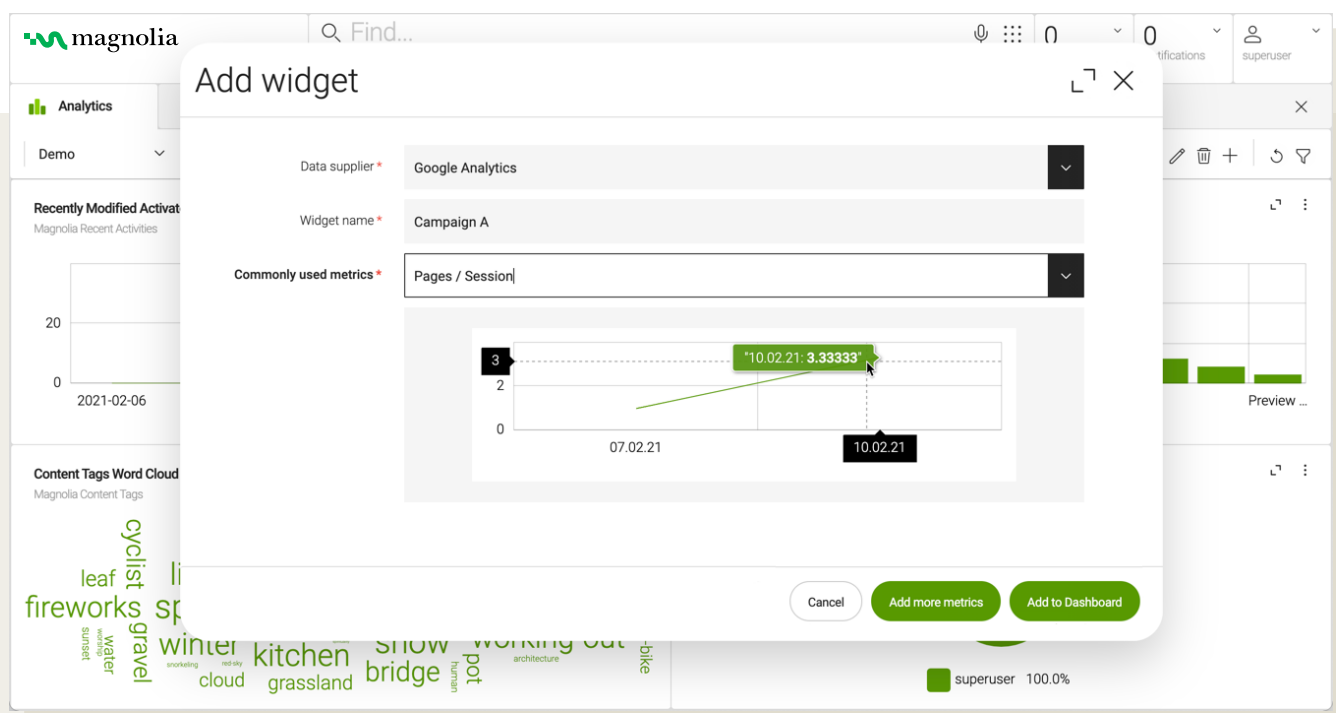 magnolia
Find...
0
0
superuser
Add widget
Analytics
Demo
Data supplier*
Google Analytics
Widget name*
Campaign A
Commonly used metrics*
Pages / Session
Recently Modified
Magnolia Recent Activities
20
0
2021-02-06
3
2
0
"10.02.21: 3.33333"
07.02.21
10.02.21
Preview ...
Content Tags Word Cloud
Magnolia Content Tags
cyclist
leaf
fireworks
sunset
worship
water
gravel
winter
snorkeling
red-sky
cloud
kitchen
grassland
snow
bridge
human
pot
working out
architecture
Cancel
Add more metrics
Add to Dashboard
superuser 100.0%